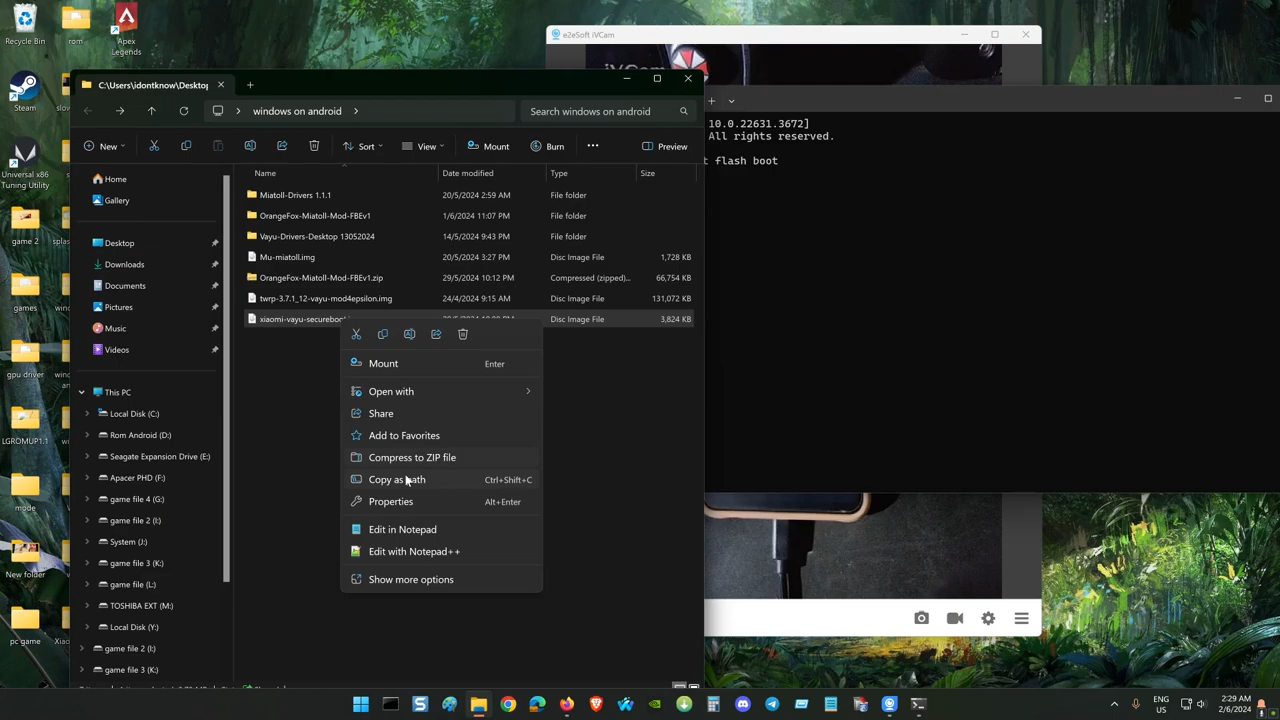 Recycle Bin
rom
Apex
Legends
Steam
Universal x86
Tuning Utility
game 2
games
gpu driver
LGROMUP1.1
mode
New folder
pc game
e2eSoft iVCam
C:\Users\idontknow\Desktop
windows on android
Search windows on android
New
Sort
View
Mount
Burn
Preview
Home
Gallery
Desktop
Downloads
Documents
Pictures
Music
Videos
This PC
Local Disk (C:)
Rom Android (D:)
Seagate Expansion Drive (E:)
Apacer PHD (F:)
game file 4 (G:)
game file 2 (I:)
System (J:)
game file 3 (K:)
game file (L:)
TOSHIBA EXT (M:)
Local Disk (Y:)
game file 2 (I:)
game file 3 (K:)
Name Date modified Type Size
Miatoll-Drivers 1.1.1 20/5/2024 2:59 AM File folder
OrangeFox-Miatoll-Mod-FBEv1 1/6/2024 11:07 PM File folder
Vayu-Drivers-Desktop 13052024 14/5/2024 9:43 PM File folder
Mu-miatoll.img 20/5/2024 3:27 PM Disc Image File 1,728 KB
OrangeFox-Miatoll-Mod-FBEv1.zip 29/5/2024 10:12 PM Compressed (zipped)... 66,754 KB
twrp-3.7.1_12-vayu-mod4epsilon.img 24/4/2024 9:15 AM Disc Image File 131,072 KB
xiaomi-vayu-secureboot Disc Image File 3,824 KB
Mount Enter
Open with
Share
Add to Favorites
Compress to ZIP file
Copy as path Ctrl+Shift+C
Properties Alt+Enter
Edit in Notepad
Edit with Notepad++
Show more options
10.0.22631.3672]
All rights reserved.
t flash boot
ENG
US
2:29 AM
2/6/2024